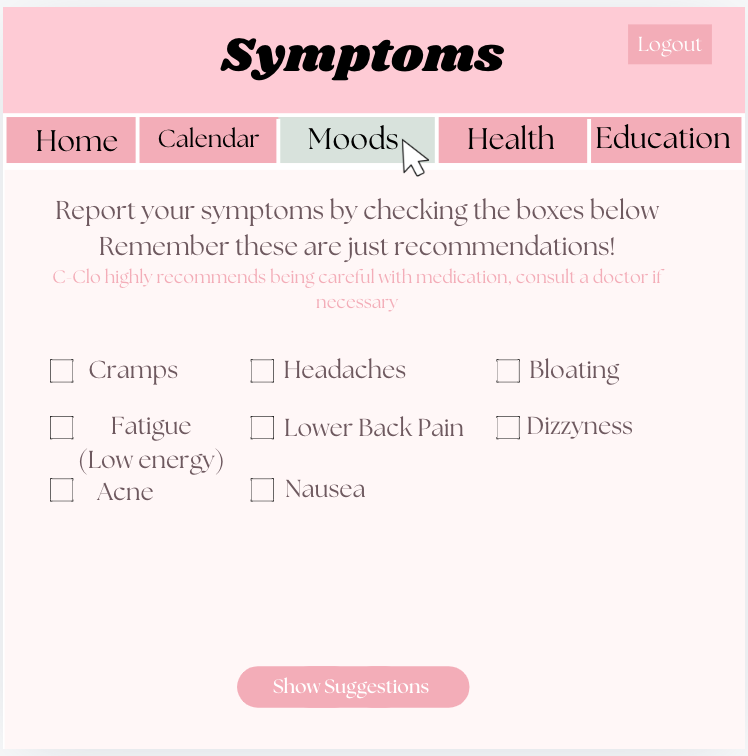 Symptoms
Logout
Home
Calendar
Moods
Health
Education
Report your symptoms by checking the boxes below
Remember these are just recommendations!
C-Clo highly recommends being careful with medication, consult a doctor if
necessary
Cramps
Headaches
Bloating
Fatigue
(Low energy)
Lower Back Pain
Dizzyness
Acne
Nausea
Show Suggestions